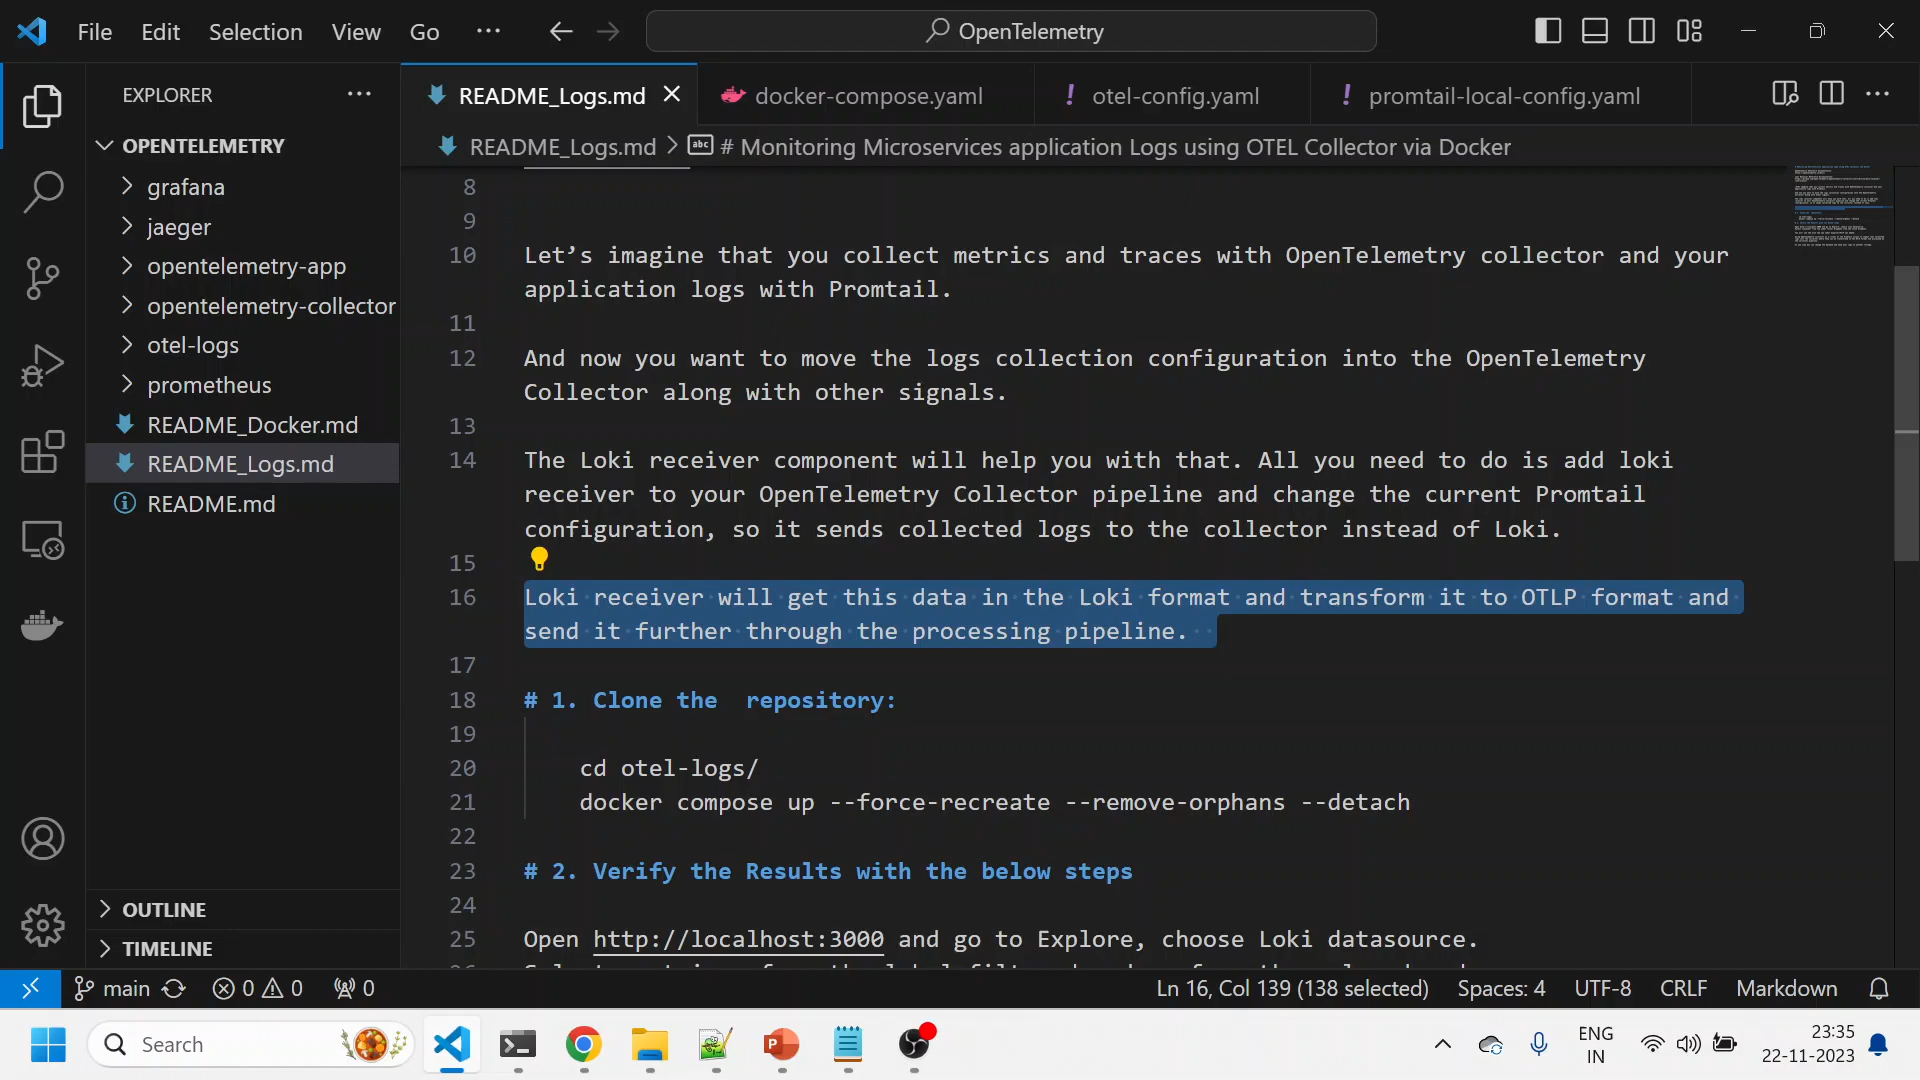 File Edit Selection View Go ··· OpenTelemetry
EXPLORER ···
README_Logs.md docker-compose.yaml ! otel-config.yaml ! promtail-local-config.yaml
OPENTELEMETRY
README_Logs.md > abc # Monitoring Microservices application Logs using OTEL Collector via Docker
grafana
jaeger
opentelemetry-app
opentelemetry-collector
otel-logs
prometheus
README_Docker.md
README_Logs.md
README.md
OUTLINE
TIMELINE
8
9
10 Let’s imagine that you collect metrics and traces with OpenTelemetry collector and your
application logs with Promtail.
11
12 And now you want to move the logs collection configuration into the OpenTelemetry
Collector along with other signals.
13
14 The Loki receiver component will help you with that. All you need to do is add loki
receiver to your OpenTelemetry Collector pipeline and change the current Promtail
configuration, so it sends collected logs to the collector instead of Loki.
15
16 Loki receiver will get this data in the Loki format and transform it to OTLP format and
send it further through the processing pipeline.
17
18 # 1. Clone the  repository:
19
20 cd otel-logs/
21 docker compose up --force-recreate --remove-orphans --detach
22
23 # 2. Verify the Results with the below steps
24
25 Open http://localhost:3000 and go to Explore, choose Loki datasource.
main 0 0 0 Ln 16, Col 139 (138 selected) Spaces: 4 UTF-8 CRLF Markdown
Search
ENG
IN
23:35
22-11-2023